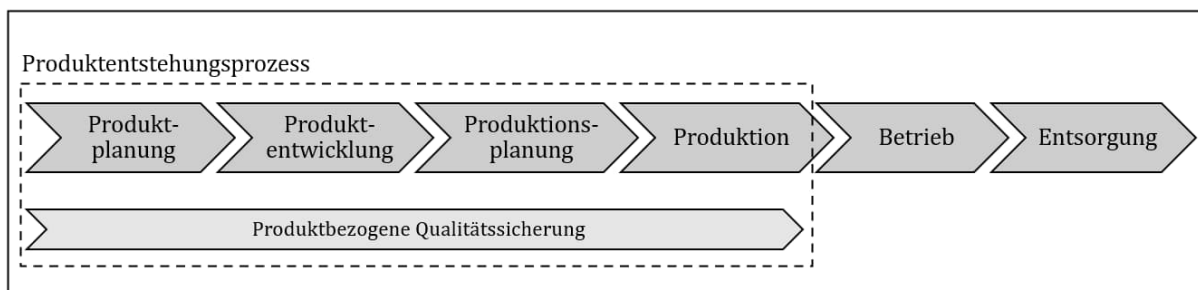 Produktentstehungsprozess
Produkt-
planung
Produkt-
entwicklung
Produktions-
planung
Produktion
Betrieb
Entsorgung
Produktbezogene Qualitätssicherung